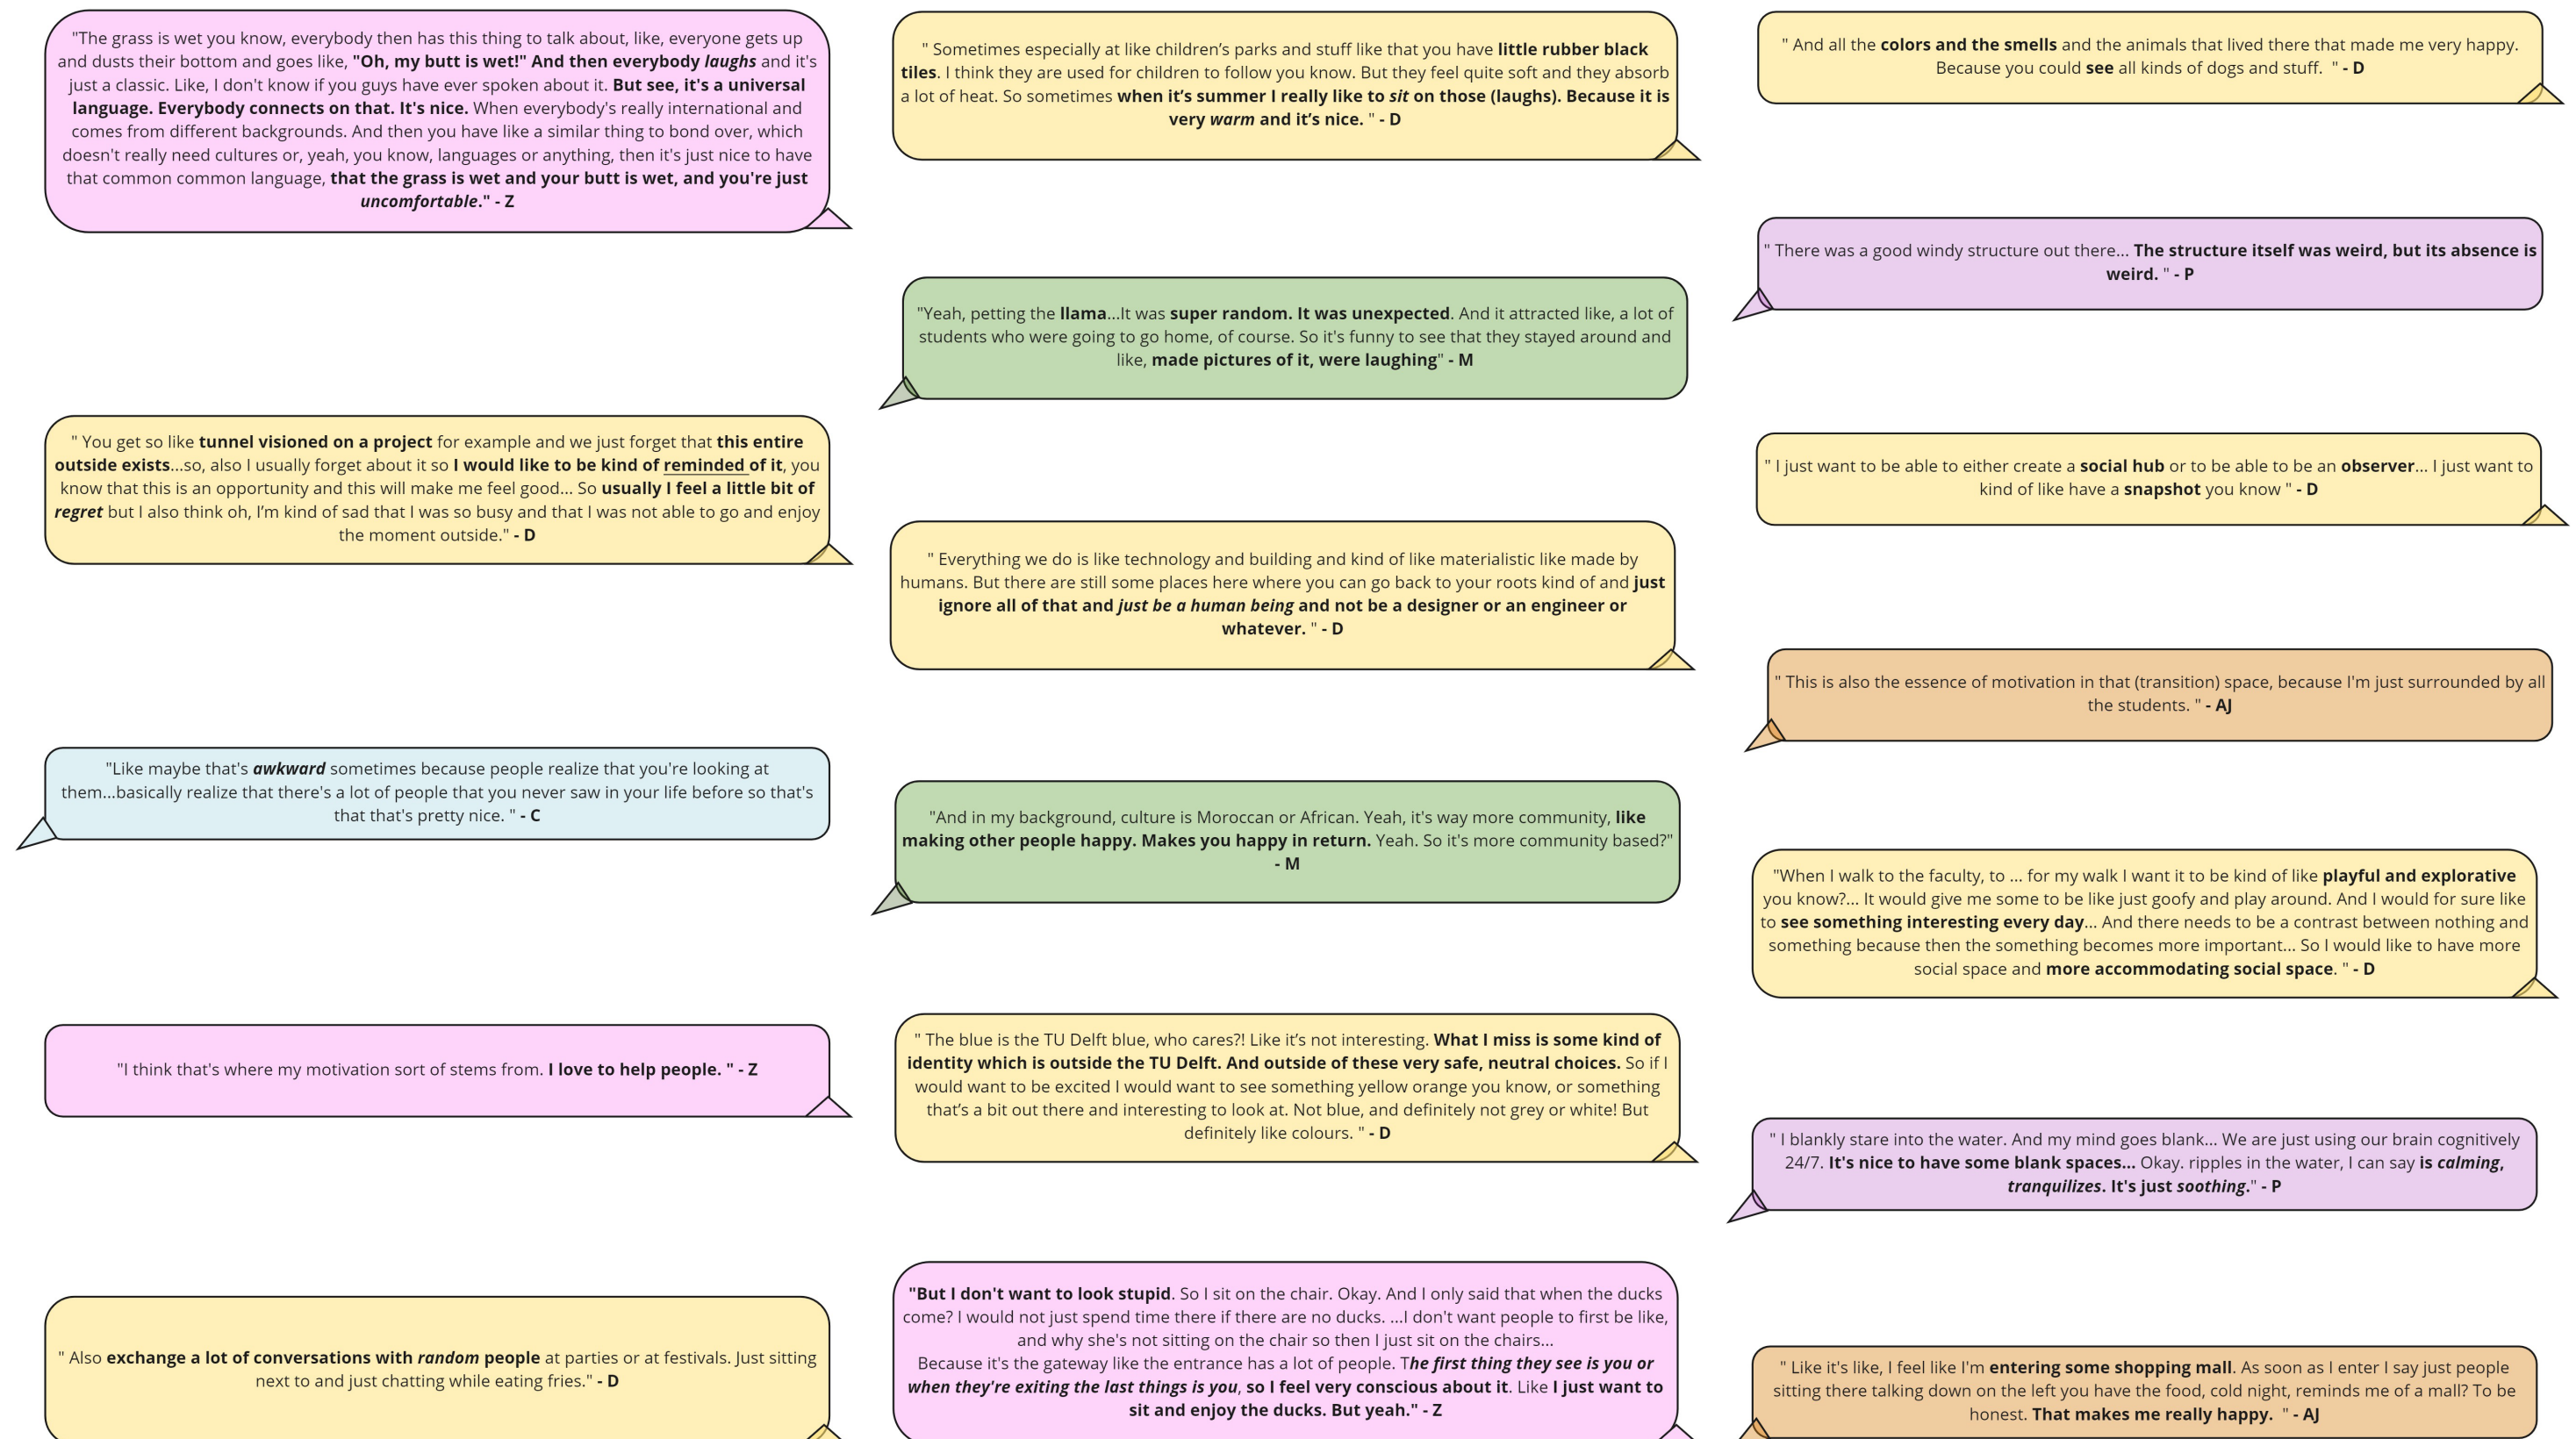 "The grass is wet you know, everybody then has this thing to talk about, like, everyone gets up
and dusts their bottom and goes like, "Oh, my butt is wet!" And then everybody laughs and it's
just a classic. Like, I don't know if you guys have ever spoken about it. But see, it's a universal
language. Everybody connects on that. It's nice. When everybody's really international and
comes from different backgrounds. And then you have like a similar thing to bond over, which
doesn't really need cultures or, yeah, you know, languages or anything, then it's just nice to have
that common common language, that the grass is wet and your butt is wet, and you're just
uncomfortable." - Z
" You get so like tunnel visioned on a project for example and we just forget that this entire
outside exists...so, also I usually forget about it so I would like to be kind of reminded of it, you
know that this is an opportunity and this will make me feel good... So usually I feel a little bit of
regret but I also think oh, I’m kind of sad that I was so busy and that I was not able to go and enjoy
the moment outside." - D
"Like maybe that's awkward sometimes because people realize that you're looking at
them...basically realize that there's a lot of people that you never saw in your life before so that's
that that's pretty nice. " - C
"I think that's where my motivation sort of stems from. I love to help people. " - Z
" Also exchange a lot of conversations with random people at parties or at festivals. Just sitting
next to and just chatting while eating fries." - D
" Sometimes especially at like children’s parks and stuff like that you have little rubber black
tiles. I think they are used for children to follow you know. But they feel quite soft and they absorb
a lot of heat. So sometimes when it’s summer I really like to sit on those (laughs). Because it is
very warm and it’s nice. " - D
"Yeah, petting the llama...It was super random. It was unexpected. And it attracted like, a lot of
students who were going to go home, of course. So it's funny to see that they stayed around and
like, made pictures of it, were laughing" - M
" Everything we do is like technology and building and kind of like materialistic like made by
humans. But there are still some places here where you can go back to your roots kind of and just
ignore all of that and just be a human being and not be a designer or an engineer or
whatever. " - D
"And in my background, culture is Moroccan or African. Yeah, it's way more community, like
making other people happy. Makes you happy in return. Yeah. So it's more community based?"
- M
" The blue is the TU Delft blue, who cares?! Like it’s not interesting. What I miss is some kind of
identity which is outside the TU Delft. And outside of these very safe, neutral choices. So if I
would want to be excited I would want to see something yellow orange you know, or something
that’s a bit out there and interesting to look at. Not blue, and definitely not grey or white! But
definitely like colours. " - D
"But I don't want to look stupid. So I sit on the chair. Okay. And I only said that when the ducks
come? I would not just spend time there if there are no ducks. ...I don't want people to first be like,
and why she's not sitting on the chair so then I just sit on the chairs...
Because it's the gateway like the entrance has a lot of people. The first thing they see is you or
when they're exiting the last things is you, so I feel very conscious about it. Like I just want to
sit and enjoy the ducks. But yeah." - Z
" And all the colors and the smells and the animals that lived there that made me very happy.
Because you could see all kinds of dogs and stuff. " - D
" There was a good windy structure out there... The structure itself was weird, but its absence is
weird. " - P
" I just want to be able to either create a social hub or to be able to be an observer... I just want to
kind of like have a snapshot you know " - D
" This is also the essence of motivation in that (transition) space, because I'm just surrounded by all
the students. " - AJ
"When I walk to the faculty, to ... for my walk I want it to be kind of like playful and explorative
you know?... It would give me some to be like just goofy and play around. And I would for sure like
to see something interesting every day... And there needs to be a contrast between nothing and
something because then the something becomes more important... So I would like to have more
social space and more accommodating social space. " - D
" I blankly stare into the water. And my mind goes blank... We are just using our brain cognitively
24/7. It's nice to have some blank spaces... Okay. ripples in the water, I can say is calming,
tranquilizes. It's just soothing." - P
" Like it's like, I feel like I'm entering some shopping mall. As soon as I enter I say just people
sitting there talking down on the left you have the food, cold night, reminds me of a mall? To be
honest. That makes me really happy. " - AJ